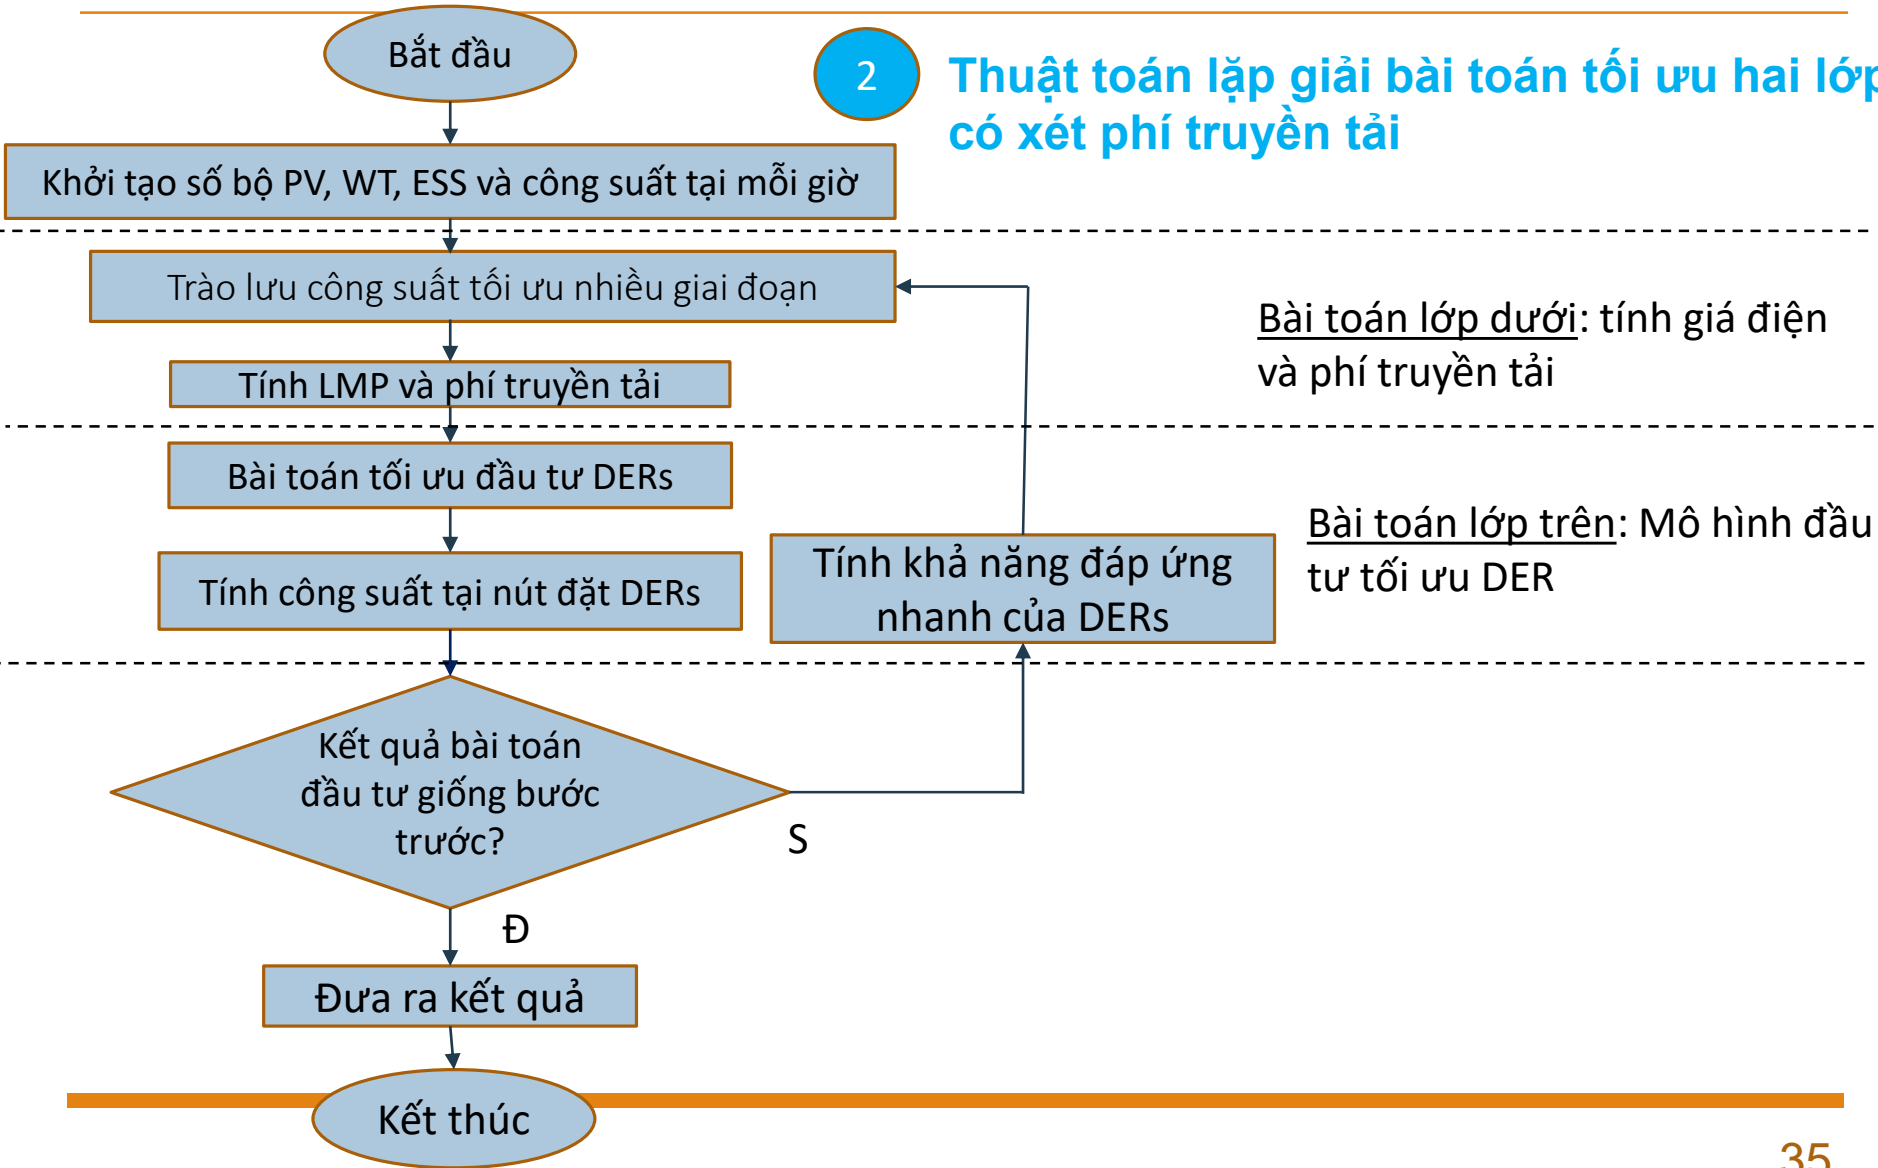 Bắt đầu
2
Thuật toán lặp giải bài toán tối ưu hai lớp
có xét phí truyền tải
Khởi tạo số bộ PV, WT, ESS và công suất tại mỗi giờ
Trào lưu công suất tối ưu nhiều giai đoạn
Bài toán lớp dưới: tính giá điện
và phí truyền tải
Tính LMP và phí truyền tải
Bài toán tối ưu đầu tư DERs
Bài toán lớp trên: Mô hình đầu
tư tối ưu DER
Tính khả năng đáp ứng
nhanh của DERs
Tính công suất tại nút đặt DERs
Kết quả bài toán
đầu tư giống bước
trước?
S
Đ
Đưa ra kết quả
Kết thúc
35